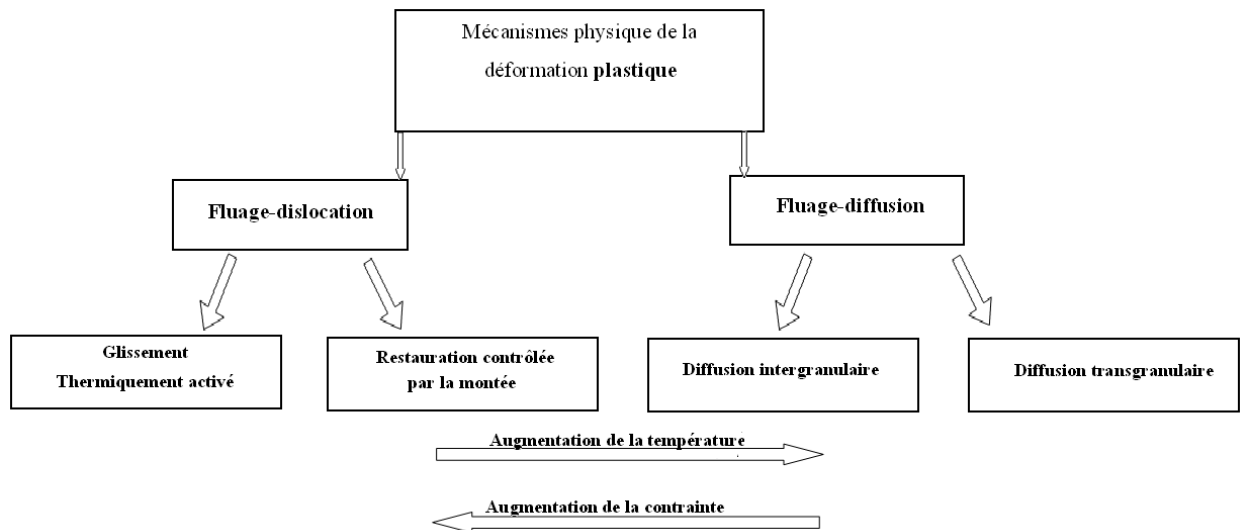 Mécanismes physique de la
déformation plastique
Fluage-dislocation
Fluage-diffusion
Glissement
Thermiquement activé
Restauration contrôlée
par la montée
Diffusion intergranulaire
Diffusion transgranulaire
Augmentation de la température
Augmentation de la contrainte